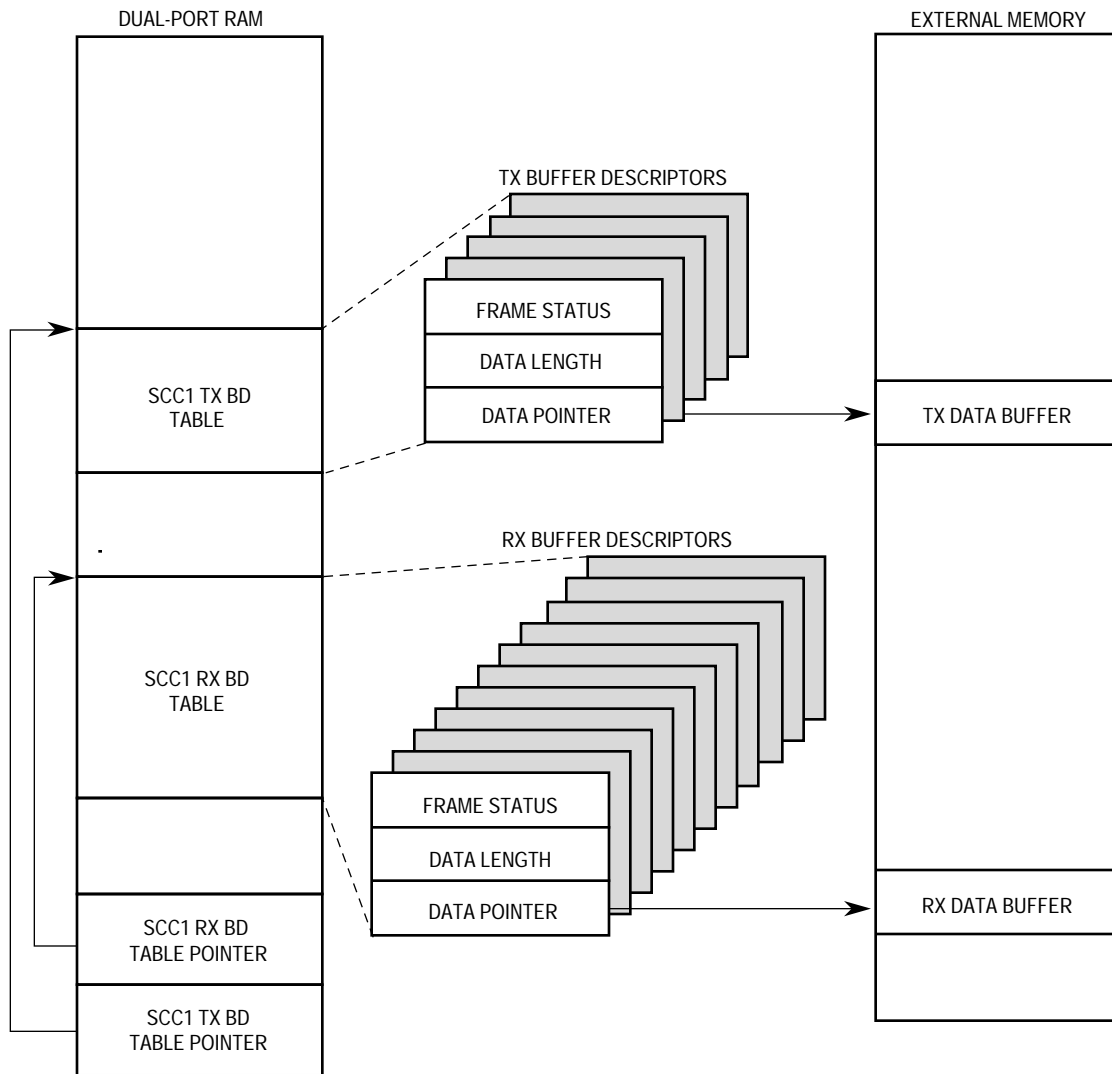 DUAL-PORT RAM
EXTERNAL MEMORY
TX BUFFER DESCRIPTORS
FRAME STATUS
DATA LENGTH
DATA POINTER
SCC1 TX BD
TABLE
TX DATA BUFFER
RX BUFFER DESCRIPTORS
SCC1 RX BD
TABLE
FRAME STATUS
DATA LENGTH
DATA POINTER
RX DATA BUFFER
SCC1 RX BD
TABLE POINTER
SCC1 TX BD
TABLE POINTER